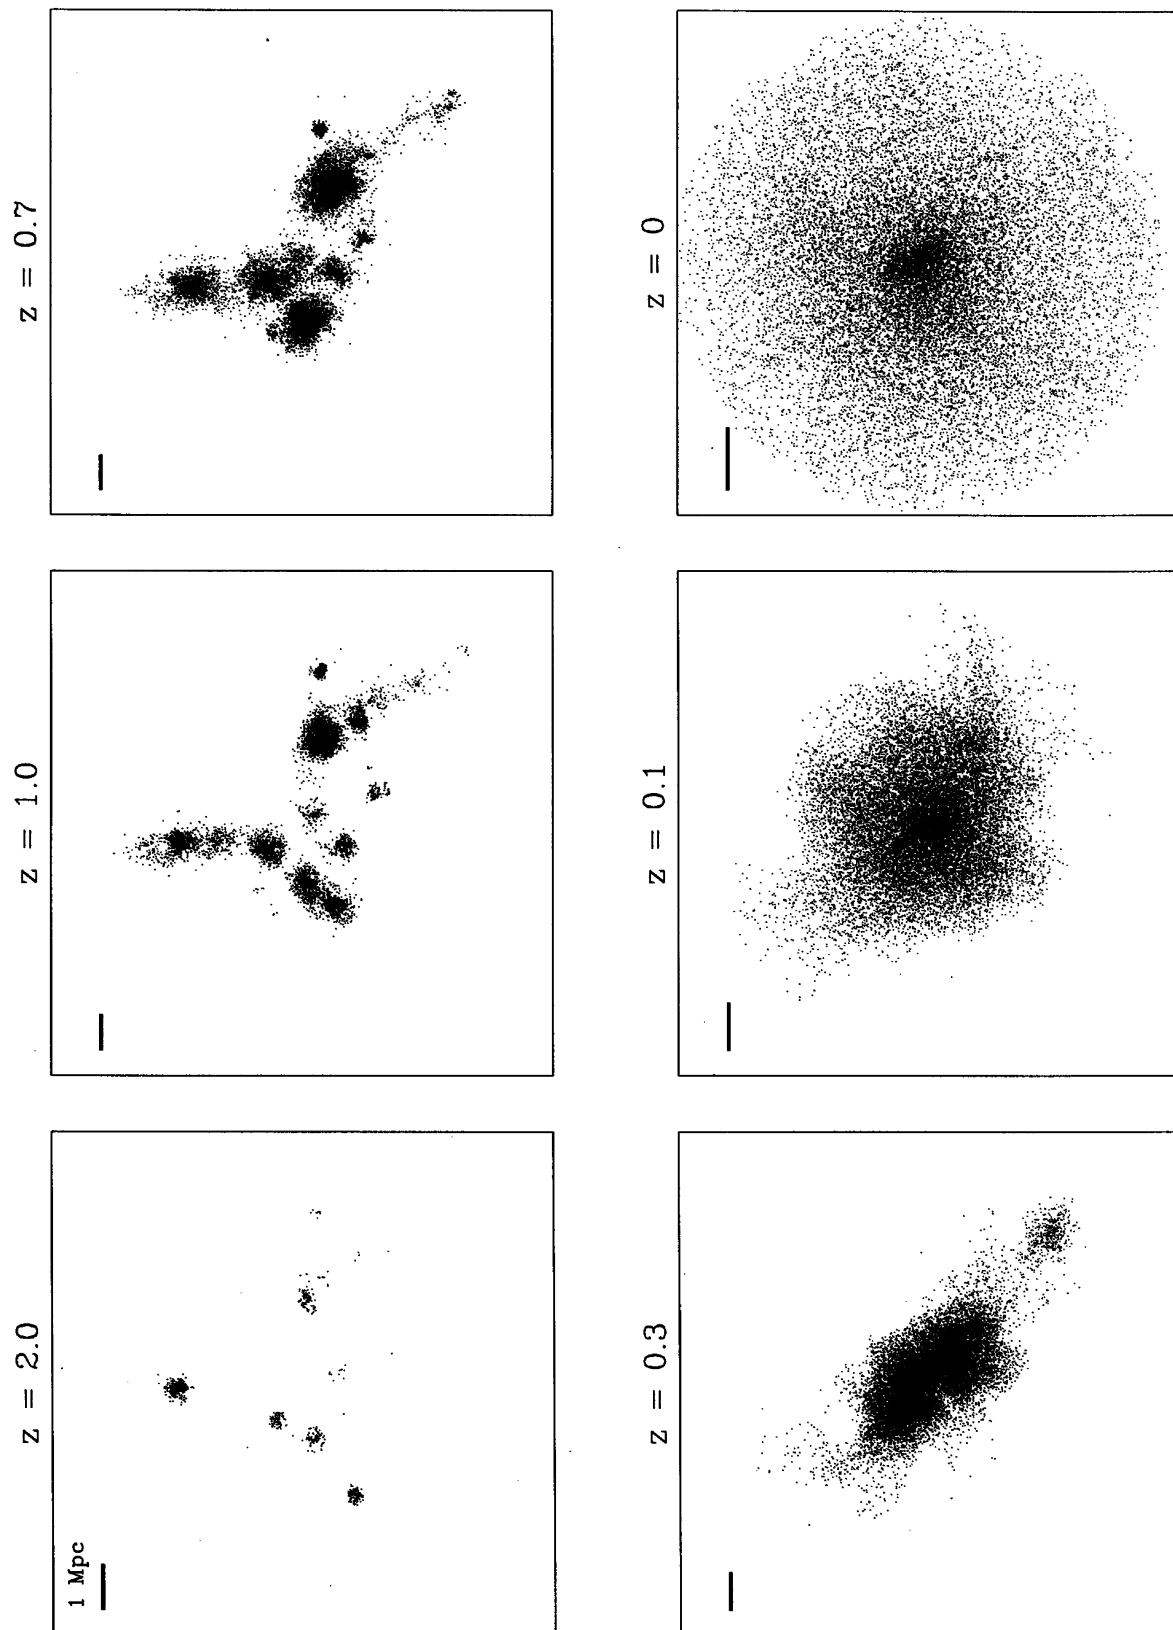 z = 2.0
z = 1.0
z = 0.7
1 Mpc
z = 0.3
z = 0.1
z = 0